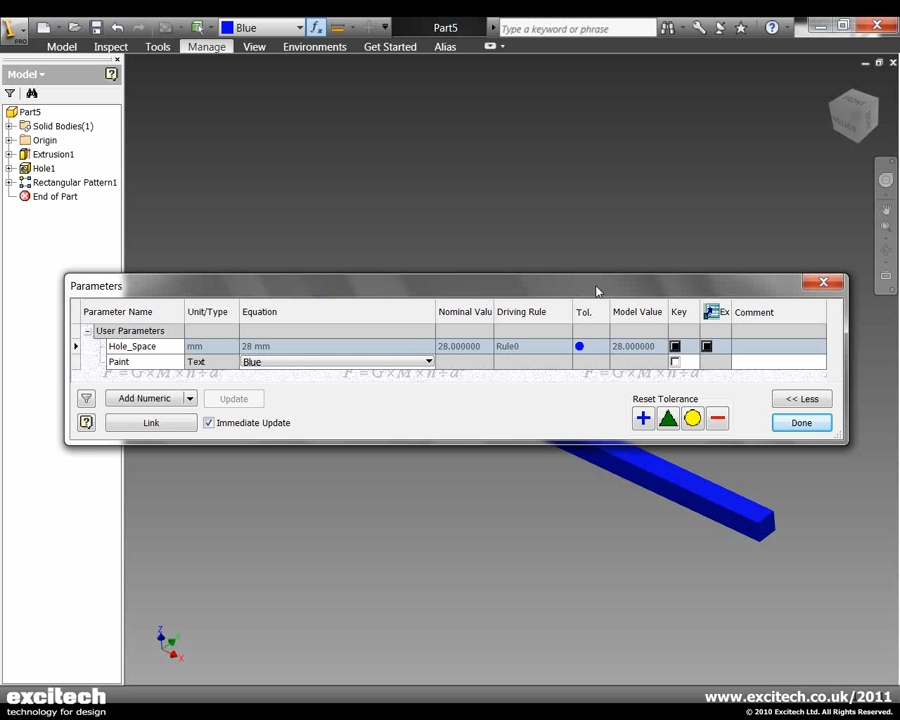 Blue
Part5
Type a keyword or phrase
PRO
Model
Inspect
Tools
Manage
View
Environments
Get Started
Alias
Model
Part5
Solid Bodies(1)
Origin
Extrusion1
Hole1
Rectangular Pattern1
End of Part
FRONT
Parameters
Parameter Name Unit/Type Equation Nominal Valu Driving Rule Tol. Model Value Key Ex Comment
User Parameters
Hole_Space mm 28 mm 28.000000 Rule0 28.000000
Paint Text Blue
Add Numeric Update Reset Tolerance << Less
Link Immediate Update Done
Z
X
excitech
technology for design
www.excitech.co.uk/2011
© 2010 Excitech Ltd. All Rights Reserved.